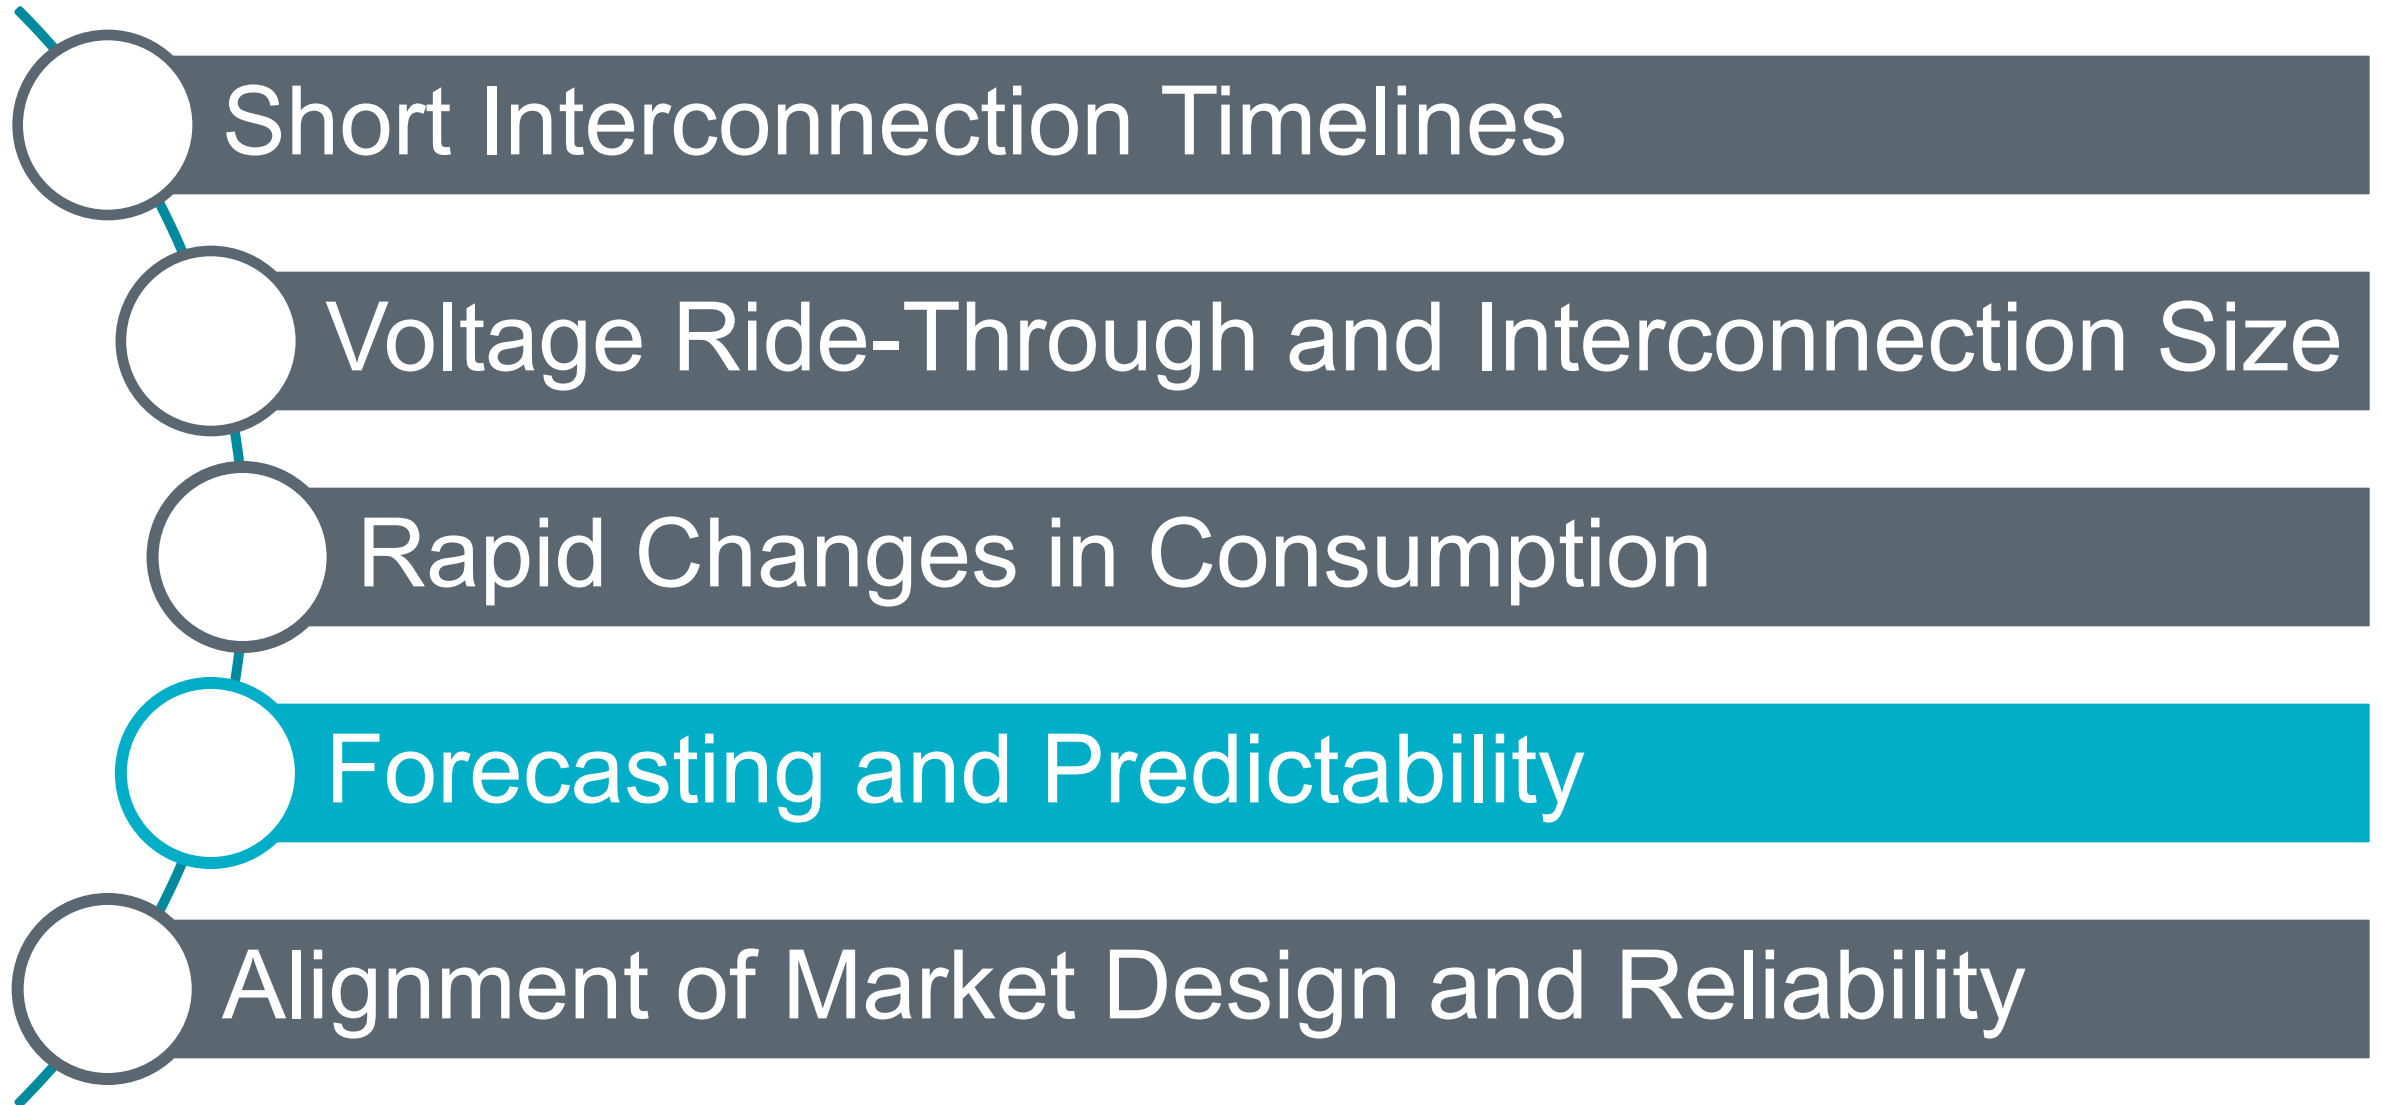 Short Interconnection Timelines
Voltage Ride-Through and Interconnection Size
Rapid Changes in Consumption
Forecasting and Predictability
Alignment of Market Design and Reliability